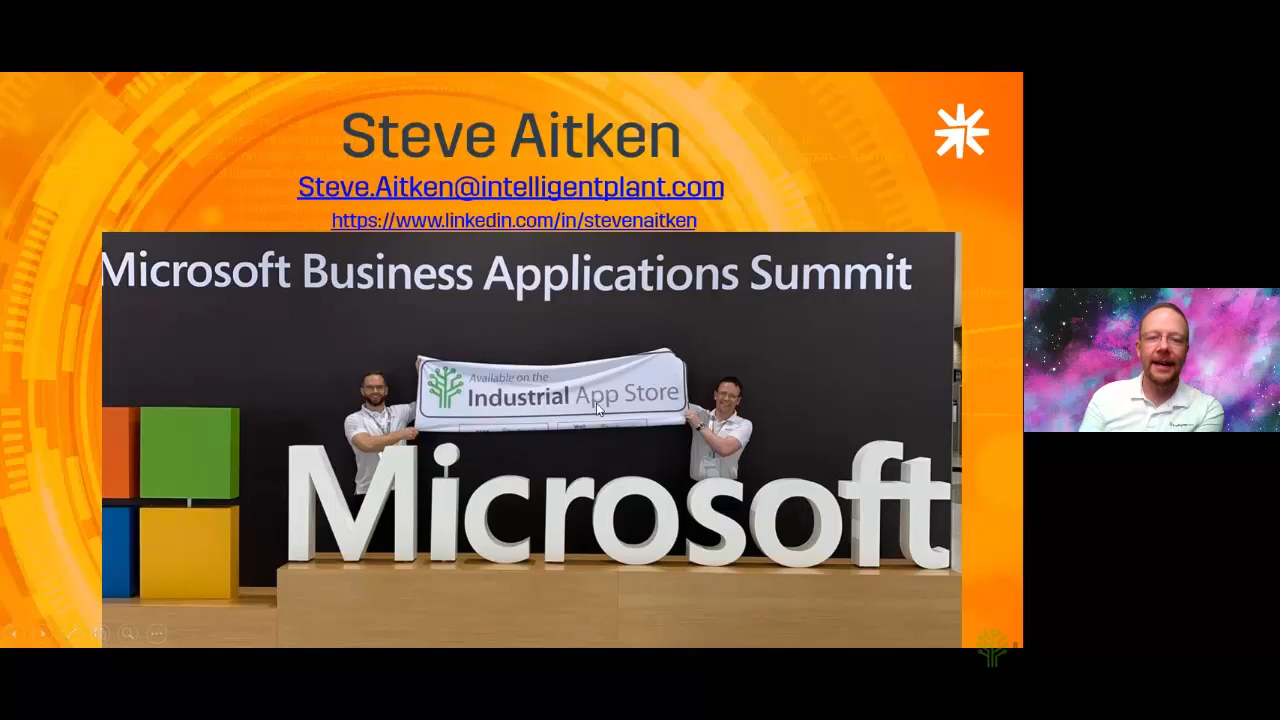 Steve Aitken
Steve.Aitken@intelligentplant.com
https://www.linkedin.com/in/stevenaitken
Microsoft Business Applications Summit
Available on the
Industrial App Store
Microsoft